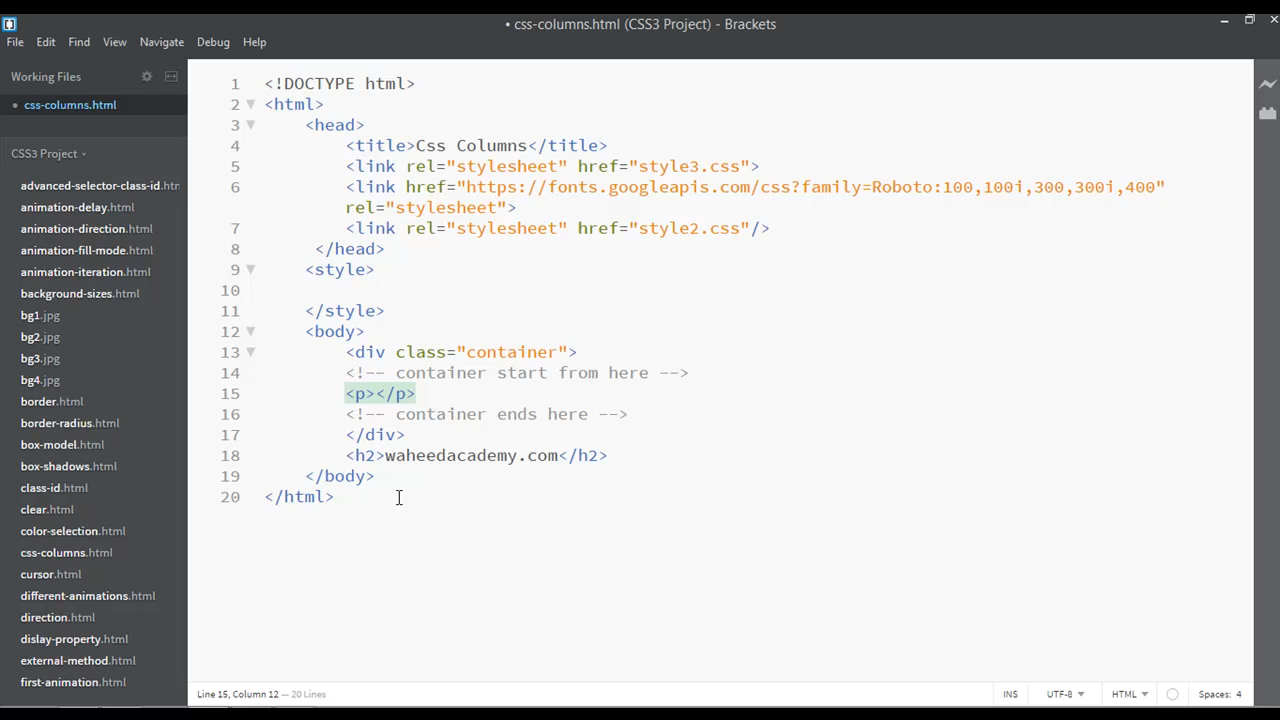 • css-columns.html (CSS3 Project) - Brackets
File Edit Find View Navigate Debug Help
Working Files
• css-columns.html
CSS3 Project
advanced-selector-class-id.htm
animation-delay.html
animation-direction.html
animation-fill-mode.html
animation-iteration.html
background-sizes.html
bg1.jpg
bg2.jpg
bg3.jpg
bg4.jpg
border.html
border-radius.html
box-model.html
box-shadows.html
class-id.html
clear.html
color-selection.html
css-columns.html
cursor.html
different-animations.html
direction.html
dislay-property.html
external-method.html
first-animation.html
1 <!DOCTYPE html>
2 <html>
3 <head>
4 <title>Css Columns</title>
5 <link rel="stylesheet" href="style3.css">
6 <link href="https://fonts.googleapis.com/css?family=Roboto:100,100i,300,300i,400"
rel="stylesheet">
7 <link rel="stylesheet" href="style2.css"/>
8 </head>
9 <style>
10
11 </style>
12 <body>
13 <div class="container">
14 <!-- container start from here -->
15 <p></p>
16 <!-- container ends here -->
17 </div>
18 <h2>waheedacademy.com</h2>
19 </body>
20 </html>
Line 15, Column 12 — 20 Lines
INS UTF-8 HTML Spaces: 4